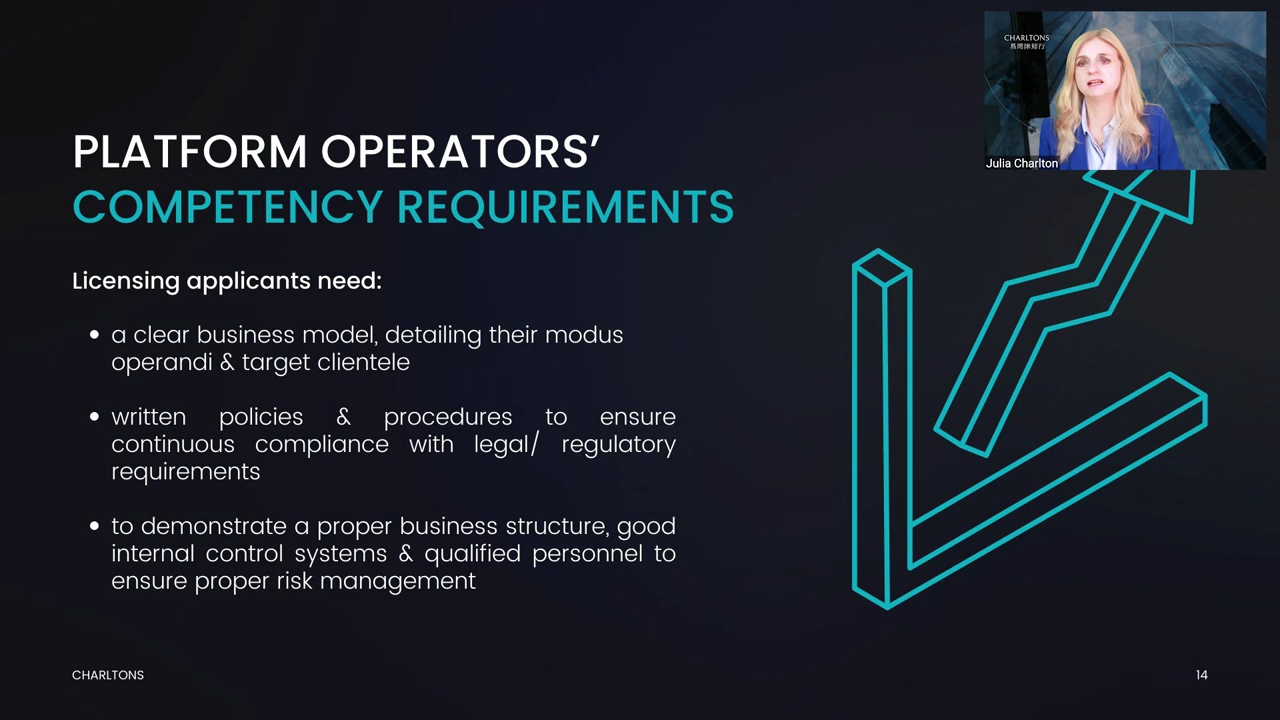 CHARLTONS
易周律師行
Julia Charlton
PLATFORM OPERATORS’
COMPETENCY REQUIREMENTS
Licensing applicants need:
• a clear business model, detailing their modus
operandi & target clientele
• written policies & procedures to ensure
continuous compliance with legal/ regulatory
requirements
• to demonstrate a proper business structure, good
internal control systems & qualified personnel to
ensure proper risk management
CHARLTONS
14